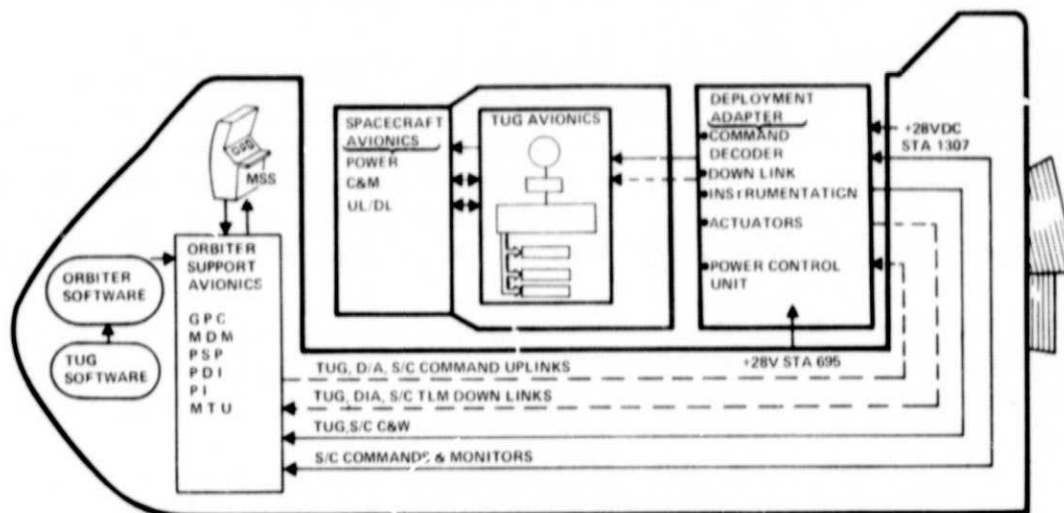 MSS
ORBITER
SUPPORT
AVIONICS
GPC
MDM
PSP
PDI
PI
MTU
ORBITER
SOFTWARE
TUG
SOFTWARE
SPACECRAFT
AVIONICS
POWER
C&M
UL/DL
TUG AVIONICS
DEPLOYMENT
ADAPTER
•COMMAND
DECODER
•DOWN LINK
•INSTRUMENTATION
•ACTUATORS
•POWER CONTROL
UNIT
+28VDC
STA 1307
+28V STA 695
TUG, D/A, S/C COMMAND UPLINKS
TUG, DIA, S/C TLM DOWN LINKS
TUG,S/C C&W
S/C COMMANDS & MONITORS